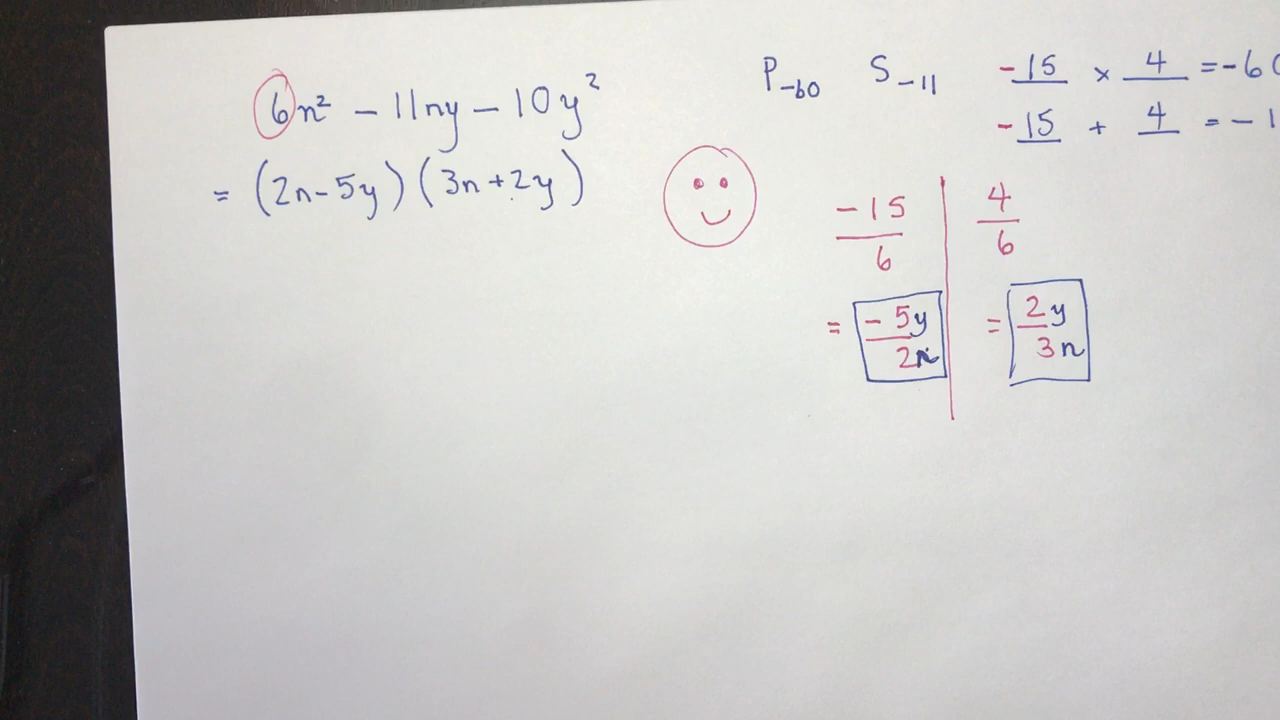 6n² - 11ny - 10y²
= (2n-5y)(3n+2y)
P-60 S-11 -15 × 4 = -60
-15 + 4 = -1
-15/6 | 4/6
= -5y/2n | = 2y/3n